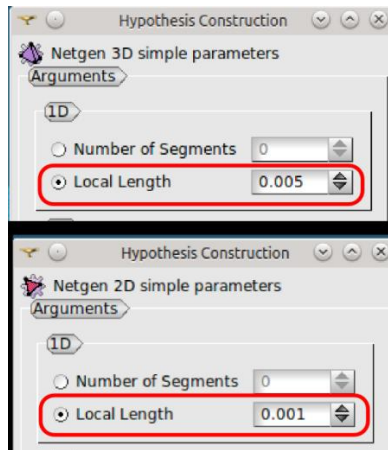 Hypothesis Construction
Netgen 3D simple parameters
Arguments
1D
Number of Segments 0
Local Length 0.005
Hypothesis Construction
Netgen 2D simple parameters
Arguments
1D
Number of Segments 0
Local Length 0.001